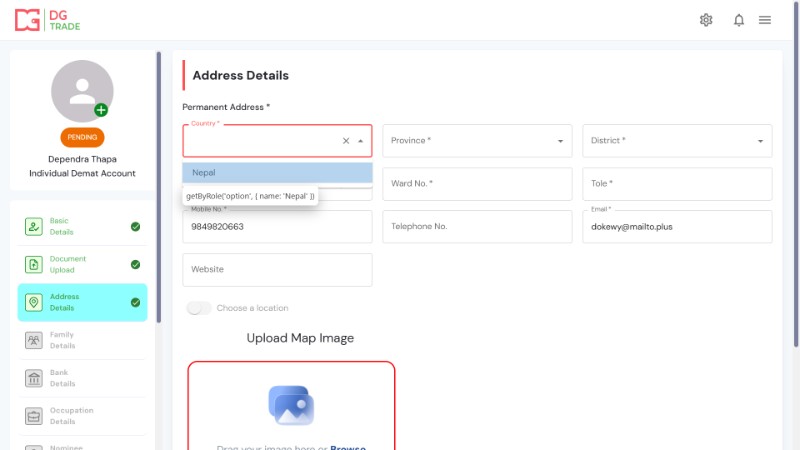 DG
TRADE
PENDING
Dependra Thapa
Individual Demat Account
Basic
Details
Document
Upload
Address
Details
Family
Details
Bank
Details
Occupation
Details
Nominee
Address Details
Permanent Address *
Country *
Province *
District *
Nepal
getByRole('option', { name: 'Nepal' })
Ward No. *
Tole *
Mobile No. *
9849820663
Telephone No.
Email *
dokewy@mailto.plus
Website
Choose a location
Upload Map Image
Drag your image here or Browse